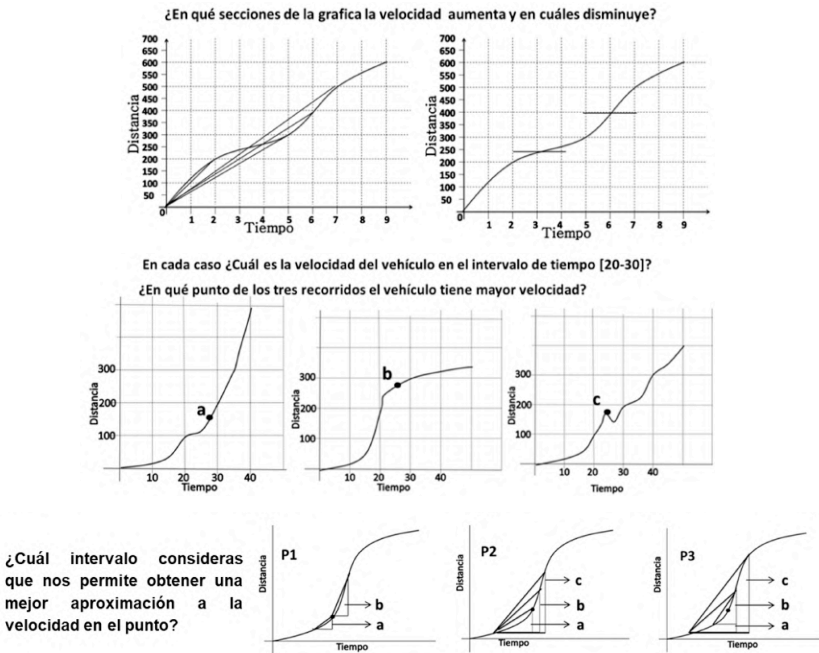 ¿En qué secciones de la grafica la velocidad aumenta y en cuáles disminuye?
700
650
600
550
500
450
400
350
300
250
200
150
100
50
0
Distancia
1 2 3 4 5 6 7 8 9
Tiempo
700
650
600
550
500
450
400
350
300
250
200
150
100
50
0
Distancia
1 2 3 4 5 6 7 8 9
Tiempo
En cada caso ¿Cuál es la velocidad del vehículo en el intervalo de tiempo [20-30]?
¿En qué punto de los tres recorridos el vehículo tiene mayor velocidad?
300
200
100
Distancia
a
10 20 30 40
Tiempo
300
200
100
Distancia
b
10 20 30 40
Tiempo
300
200
100
Distancia
c
10 20 30 40
Tiempo
¿Cuál intervalo consideras
que nos permite obtener una
mejor aproximación a la
velocidad en el punto?
P1
Distancia
b
a
Tiempo
P2
Distancia
c
b
a
Tiempo
P3
Distancia
c
b
a
Tiempo